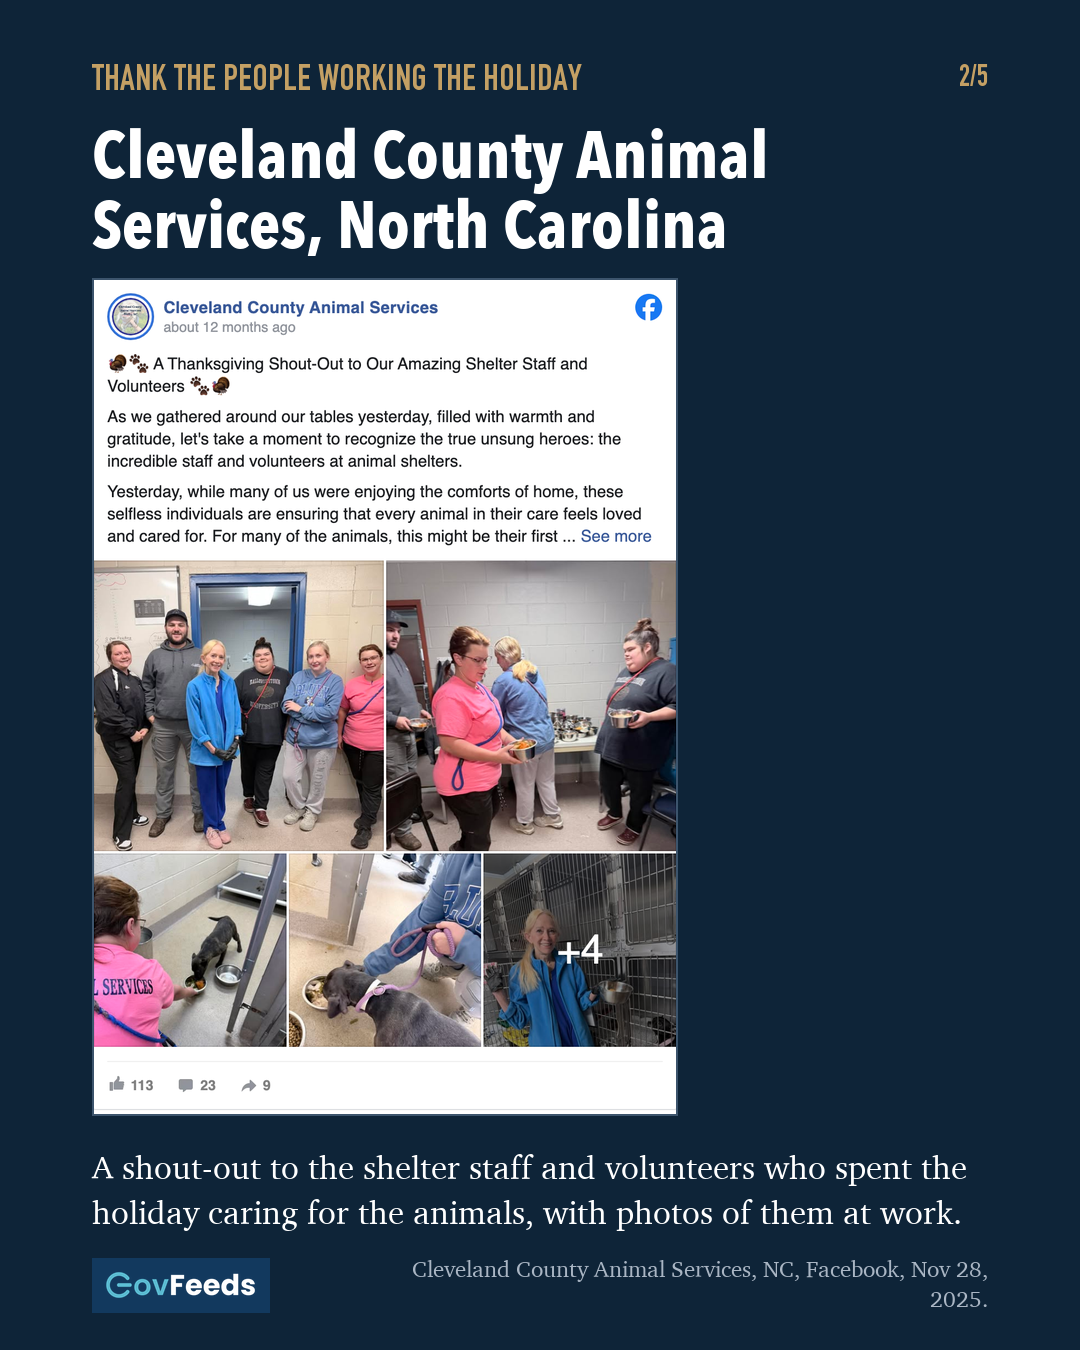 THANK THE PEOPLE WORKING THE HOLIDAY
2/5
Cleveland County Animal
Services, North Carolina
Cleveland County Animal Services
about 12 months ago
🦃🐾 A Thanksgiving Shout-Out to Our Amazing Shelter Staff and
Volunteers 🐾🦃
As we gathered around our tables yesterday, filled with warmth and
gratitude, let's take a moment to recognize the true unsung heroes: the
incredible staff and volunteers at animal shelters.
Yesterday, while many of us were enjoying the comforts of home, these
selfless individuals are ensuring that every animal in their care feels loved
and cared for. For many of the animals, this might be their first ... See more
SERVICES
+4
113 23 9
A shout-out to the shelter staff and volunteers who spent the
holiday caring for the animals, with photos of them at work.
GovFeeds
Cleveland County Animal Services, NC, Facebook, Nov 28,
2025.